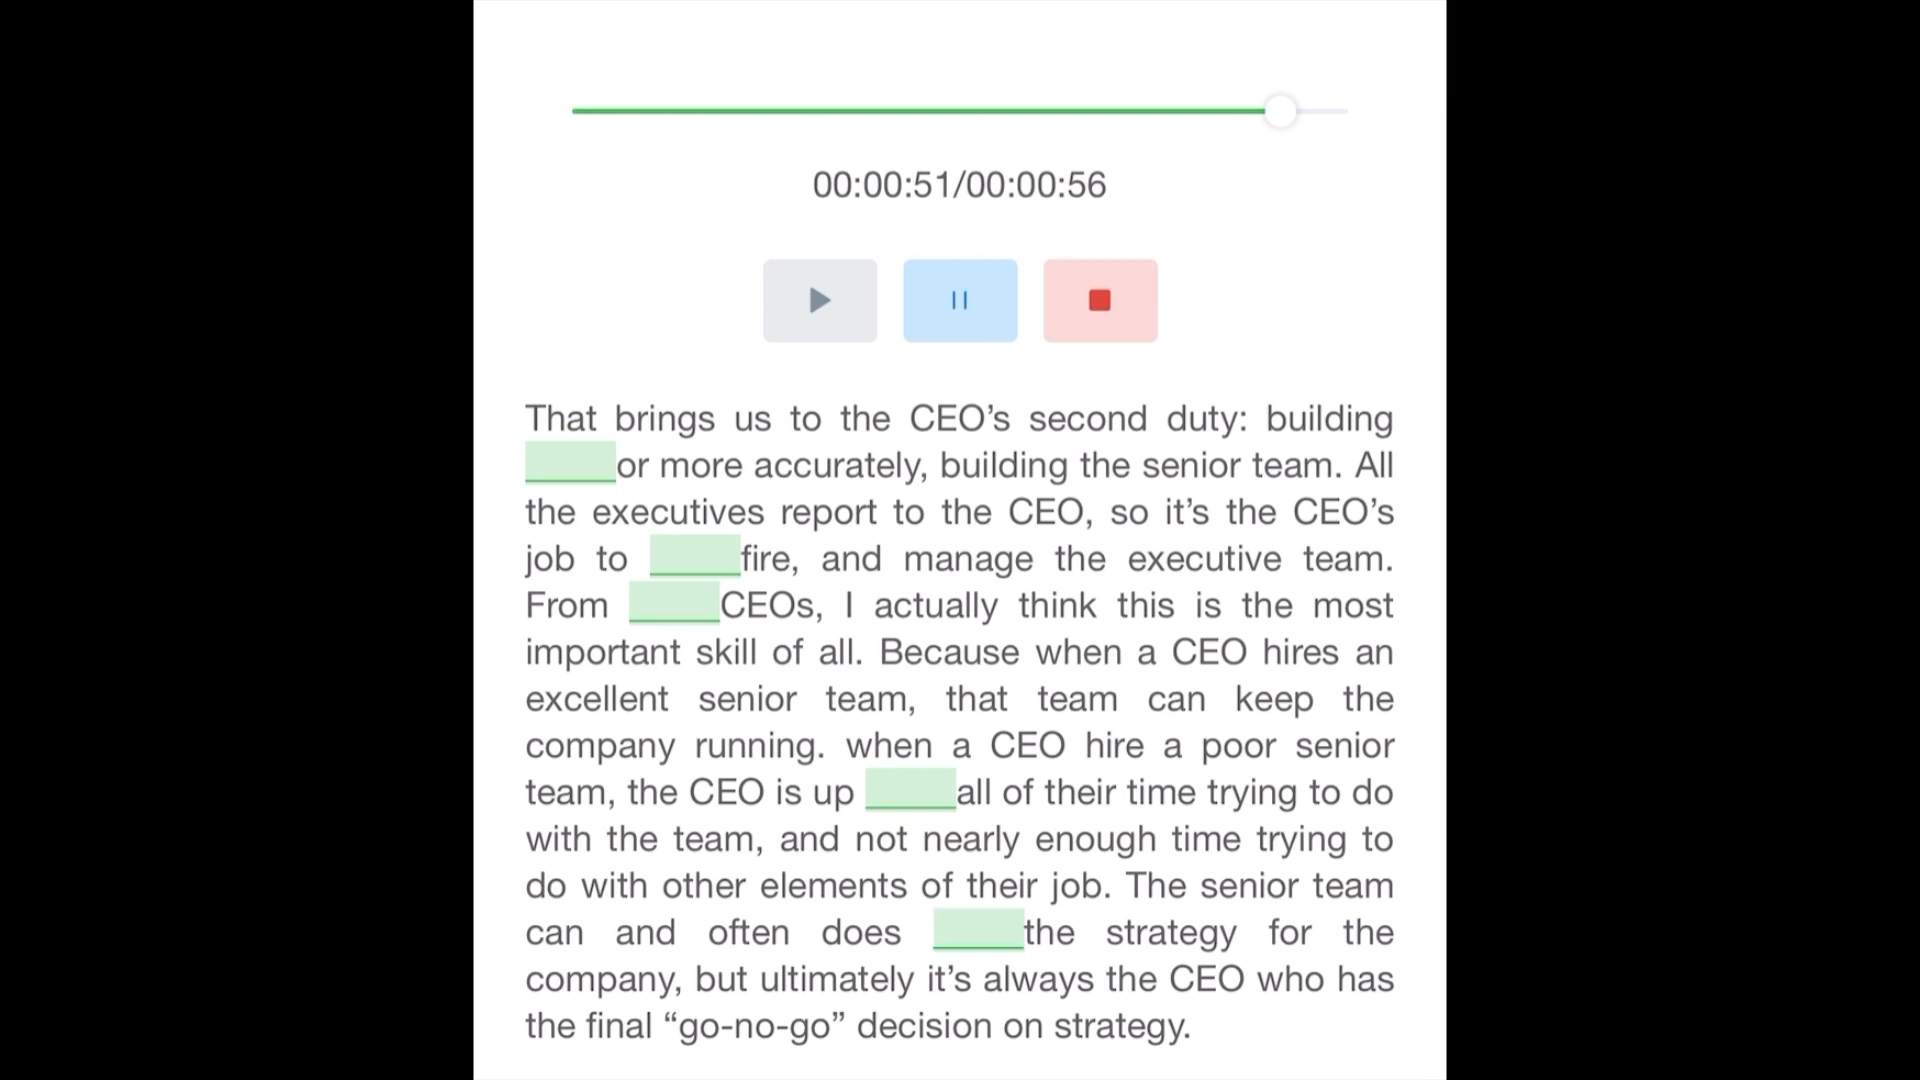 00:00:51/00:00:56
That brings us to the CEO’s second duty: building
or more accurately, building the senior team. All
the executives report to the CEO, so it’s the CEO’s
job to fire, and manage the executive team.
From CEOs, I actually think this is the most
important skill of all. Because when a CEO hires an
excellent senior team, that team can keep the
company running. when a CEO hire a poor senior
team, the CEO is up all of their time trying to do
with the team, and not nearly enough time trying to
do with other elements of their job. The senior team
can and often does the strategy for the
company, but ultimately it’s always the CEO who has
the final “go-no-go” decision on strategy.